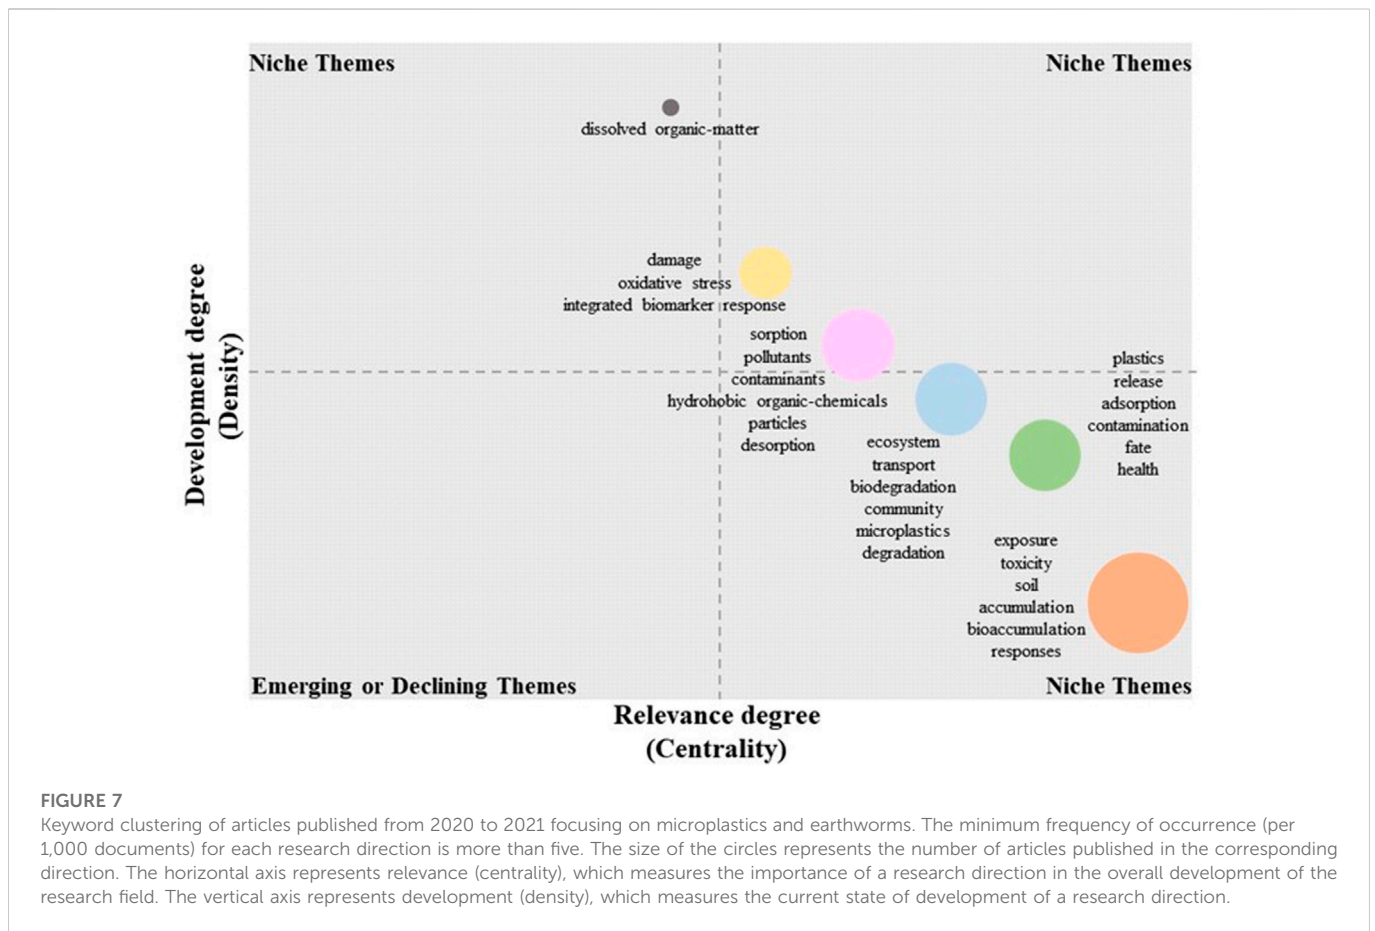 Niche Themes
Niche Themes
dissolved organic-matter
damage
oxidative stress
integrated biomarker response
sorption
pollutants
contaminants
hydrohobic organic-chemicals
particles
desorption
plastics
release
adsorption
contamination
fate
health
ecosystem
transport
biodegradation
community
microplastics
degradation
exposure
toxicity
soil
accumulation
bioaccumulation
responses
Development degree
(Density)
Emerging or Declining Themes
Niche Themes
Relevance degree
(Centrality)
FIGURE 7
Keyword clustering of articles published from 2020 to 2021 focusing on microplastics and earthworms. The minimum frequency of occurrence (per
1,000 documents) for each research direction is more than five. The size of the circles represents the number of articles published in the corresponding
direction. The horizontal axis represents relevance (centrality), which measures the importance of a research direction in the overall development of the
research field. The vertical axis represents development (density), which measures the current state of development of a research direction.